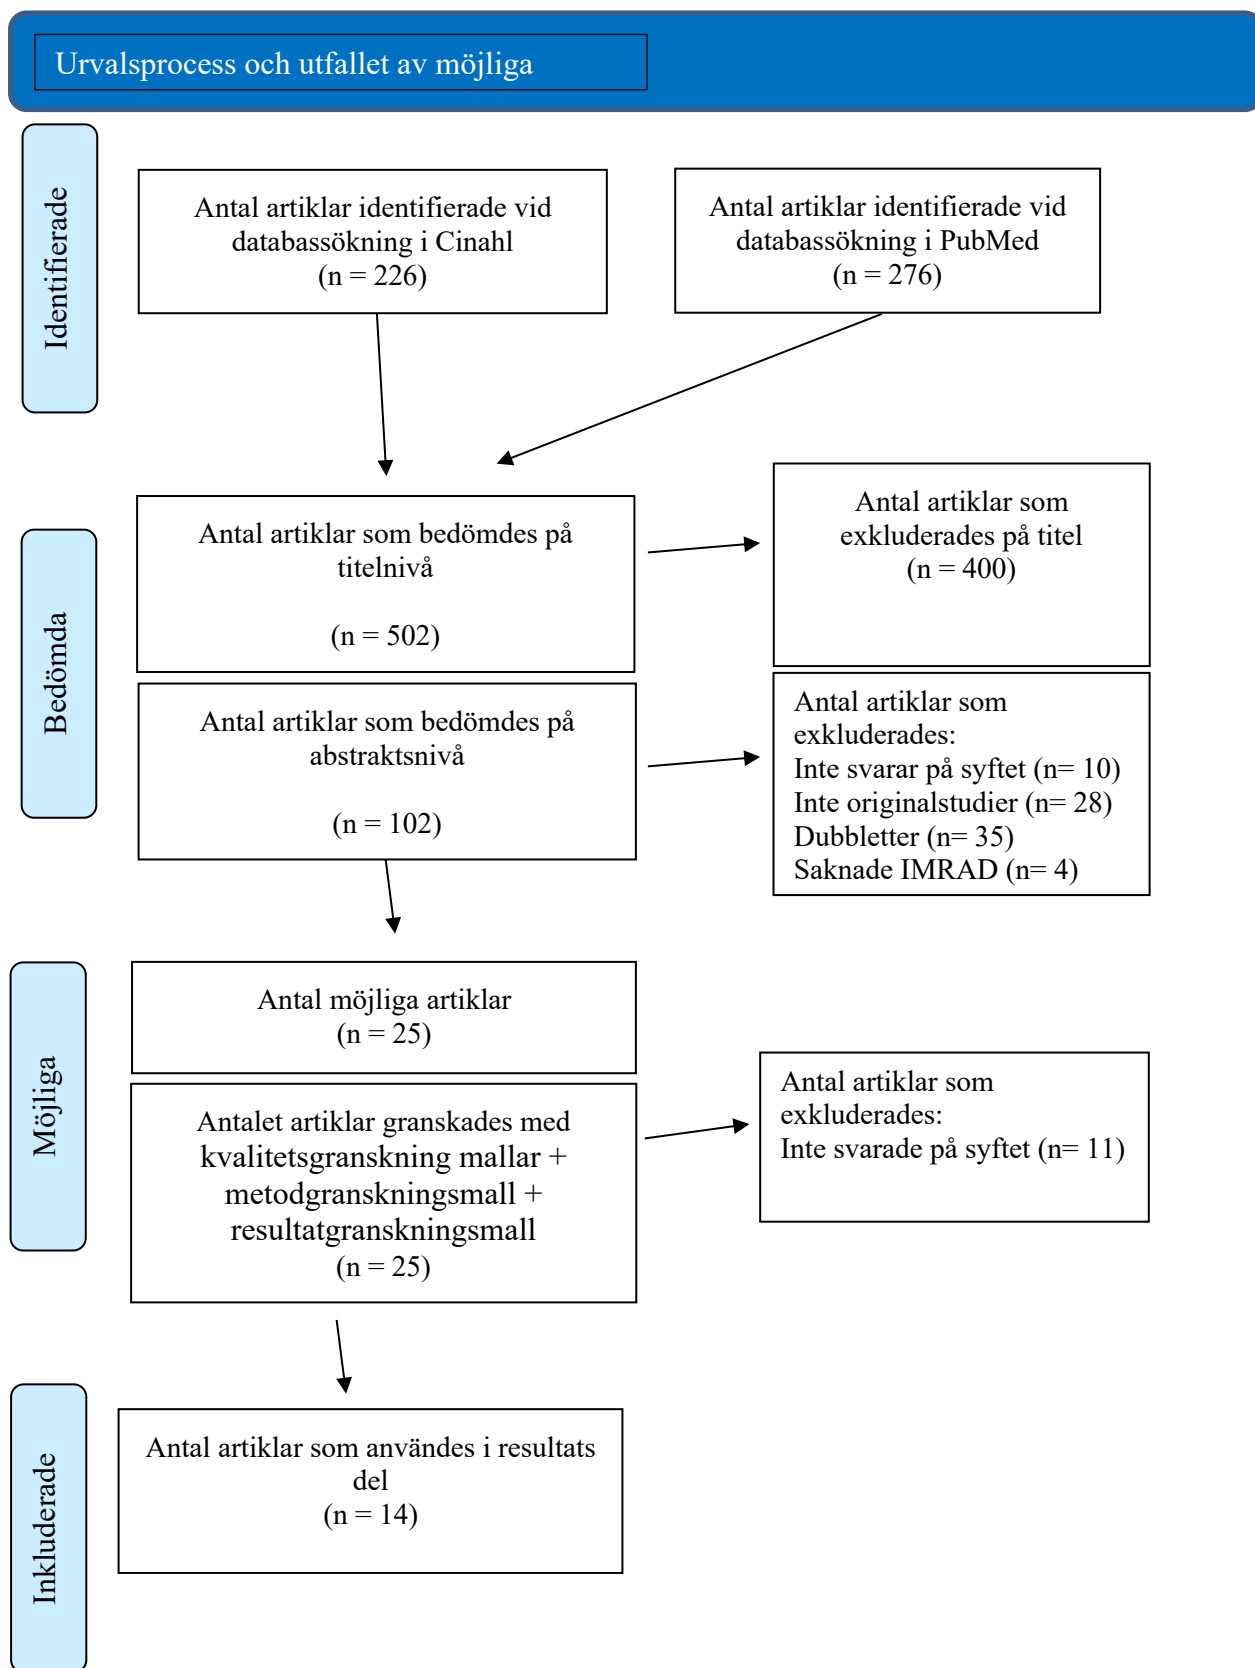 Urvalsprocess och utfallet av möjliga
Identifierade
Antal artiklar identifierade vid
databassökning i Cinahl
(n = 226)
Antal artiklar identifierade vid
databassökning i PubMed
(n = 276)
Bedömda
Antal artiklar som bedömdes på
titelnivå
(n = 502)
Antal artiklar som
exkluderades på titel
(n = 400)
Antal artiklar som bedömdes på
abstraktsnivå
(n = 102)
Antal artiklar som
exkluderades:
Inte svarar på syftet (n= 10)
Inte originalstudier (n= 28)
Dubbletter (n= 35)
Saknade IMRAD (n= 4)
Möjliga
Antal möjliga artiklar
(n = 25)
Antalet artiklar granskades med
kvalitetsgranskning mallar +
metodgranskningsmall +
resultatgranskningsmall
(n = 25)
Antal artiklar som
exkluderades:
Inte svarade på syftet (n= 11)
Inkluderade
Antal artiklar som användes i resultats
del
(n = 14)